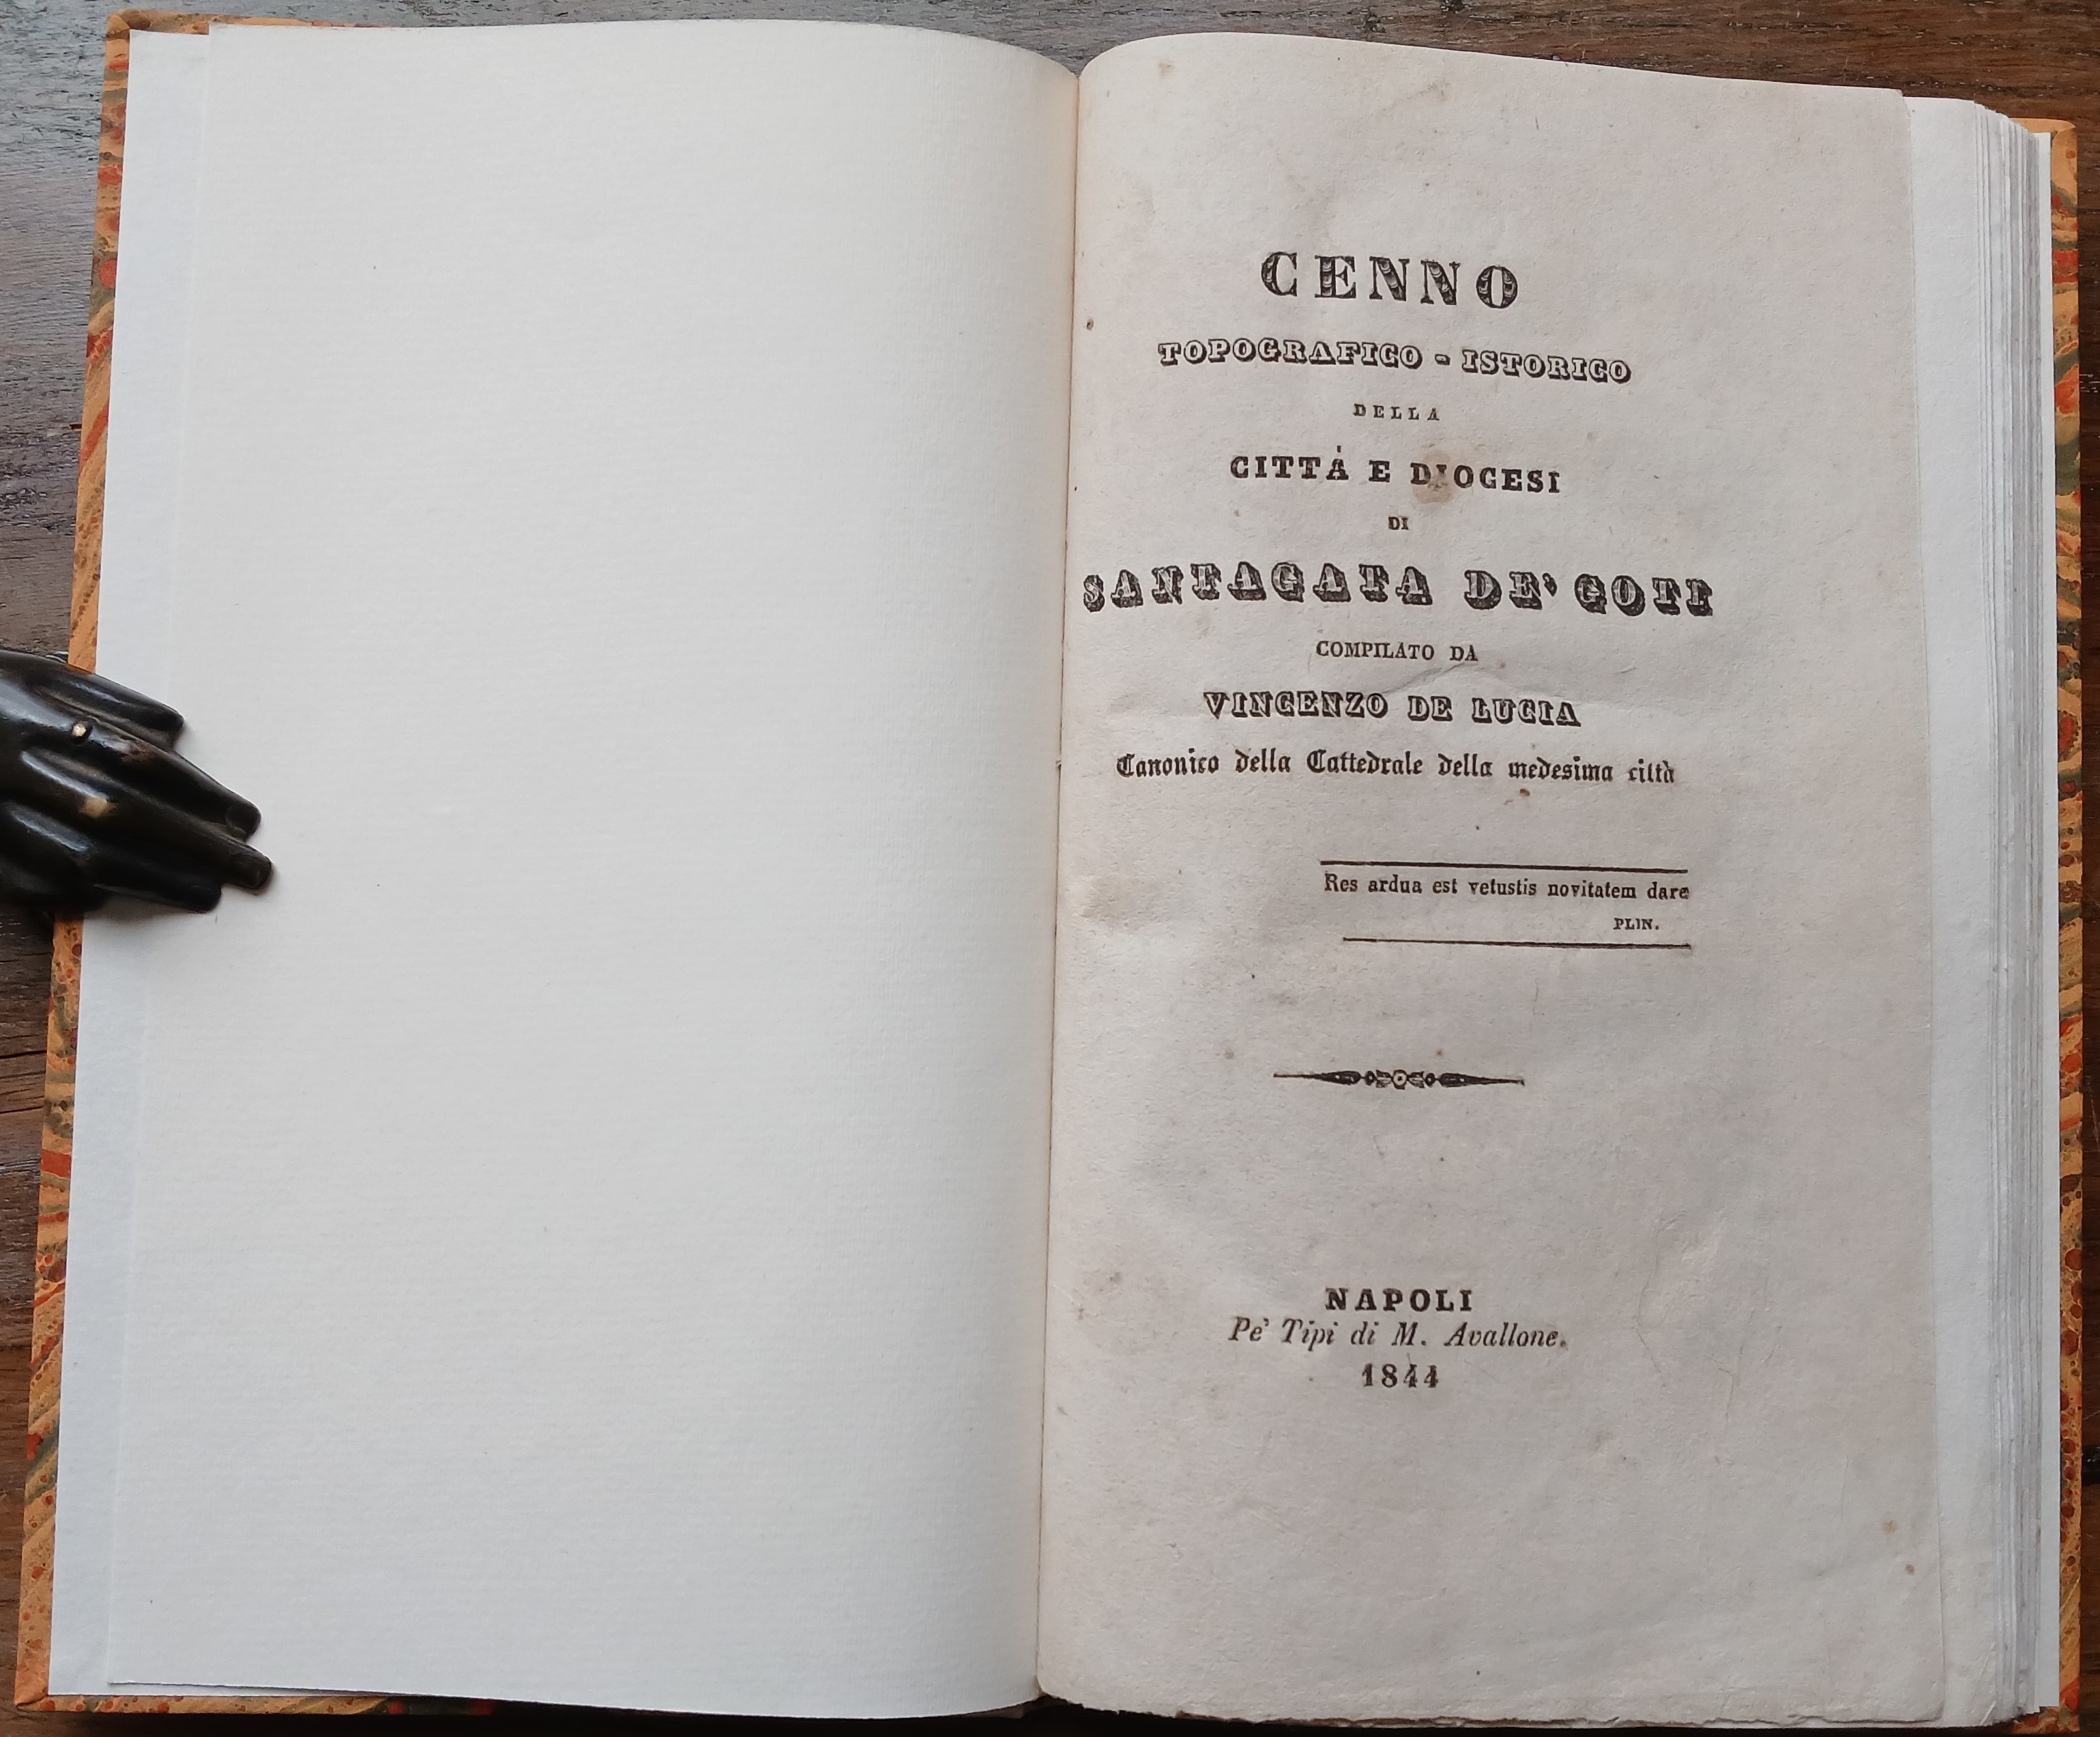 CENNO
TOPOGRAFICO - ISTORICO
DELLA
CITTÀ E DIOCESI
DI
SANTAGATA DE' GOTI
COMPILATO DA
VINCENZO DE LUCIA
Canonico della Cattedrale della medesima città
Res ardua est vetustis novitatem dare
PLIN.
NAPOLI
Pe' Tipi di M. Avallone.
1844